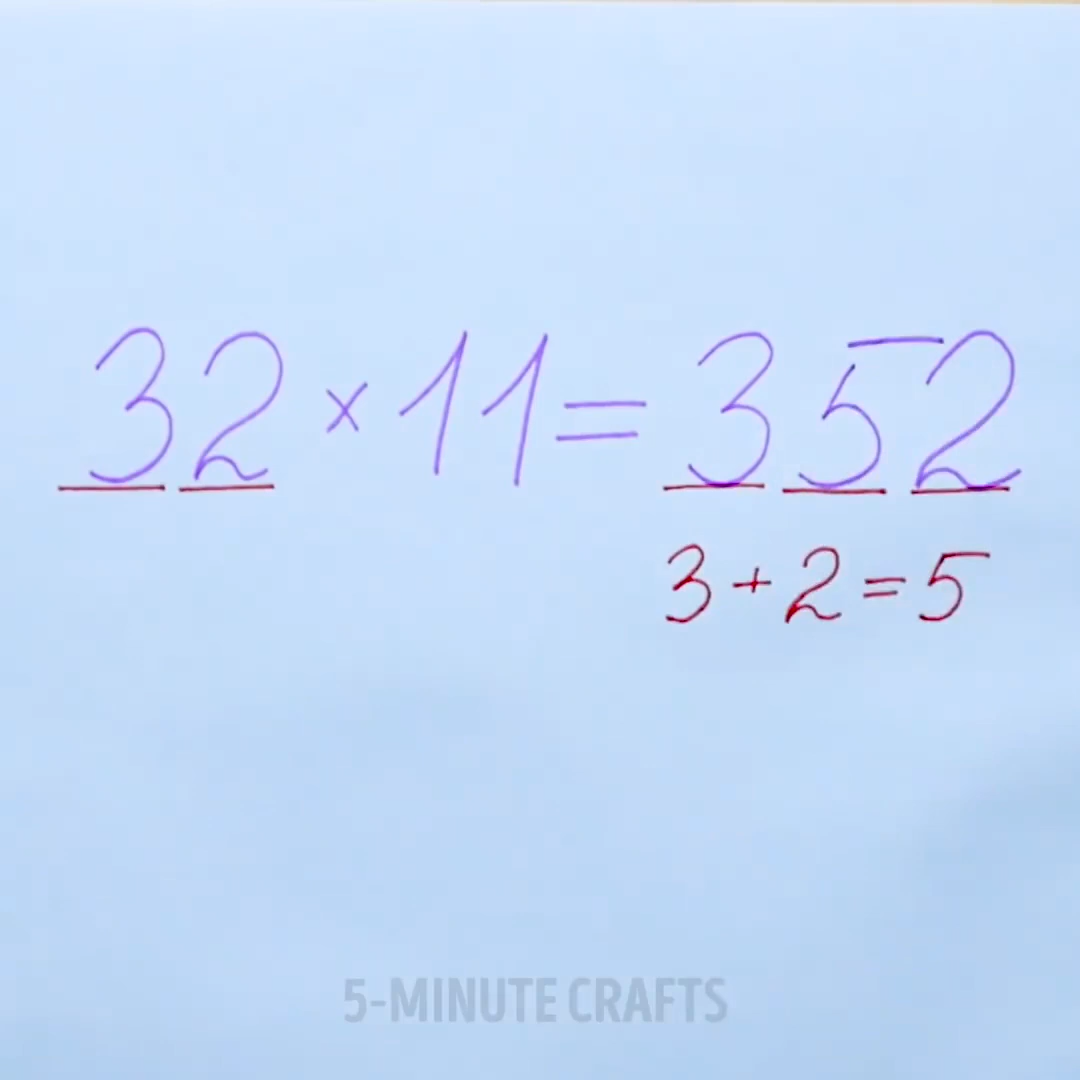 32 × 11 = 352
3 + 2 = 5
5-MINUTE CRAFTS